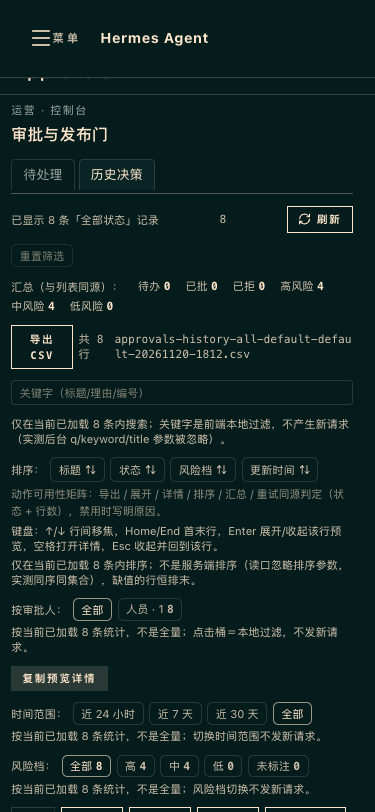 菜单 Hermes Agent
运营 · 控制台
审批与发布门
待处理 历史决策
已显示 8 条「全部状态」记录 8 刷新
重置筛选
汇总（与列表同源）: 待办 0 已批 0 已拒 0 高风险 4
中风险 4 低风险 0
导出 CSV 共 8 行 approvals-history-all-default-defau
lt-20261120-1812.csv
关键字（标题/理由/编号）
仅在当前已加载 8 条内搜索；关键字是前端本地过滤，不产生新请求
（实测后台 q/keyword/title 参数被忽略）。
排序: 标题 ⇅ 状态 ⇅ 风险档 ⇅ 更新时间 ⇅
动作可用性矩阵：导出 / 展开 / 详情 / 排序 / 汇总 / 重试同源判定（状
态 + 行数），禁用时写明原因。
键盘：↑/↓ 行间移焦，Home/End 首末行，Enter 展开/收起该行预
览，空格打开详情，Esc 收起并回到该行。
仅在当前已加载 8 条内排序；不是服务端排序（读口忽略排序参数，
实测同序同集合），缺值的行恒排末。
按审批人: 全部 人员 · 1 8
按当前已加载 8 条统计，不是全量；点击桶＝本地过滤，不发新请
求。
复制预览详情
时间范围: 近 24 小时 近 7 天 近 30 天 全部
按当前已加载 8 条统计，不是全量；切换时间范围不发新请求。
风险档: 全部 8 高 4 中 4 低 0 未标注 0
按当前已加载 8 条统计，不是全量；风险档切换不发新请求。